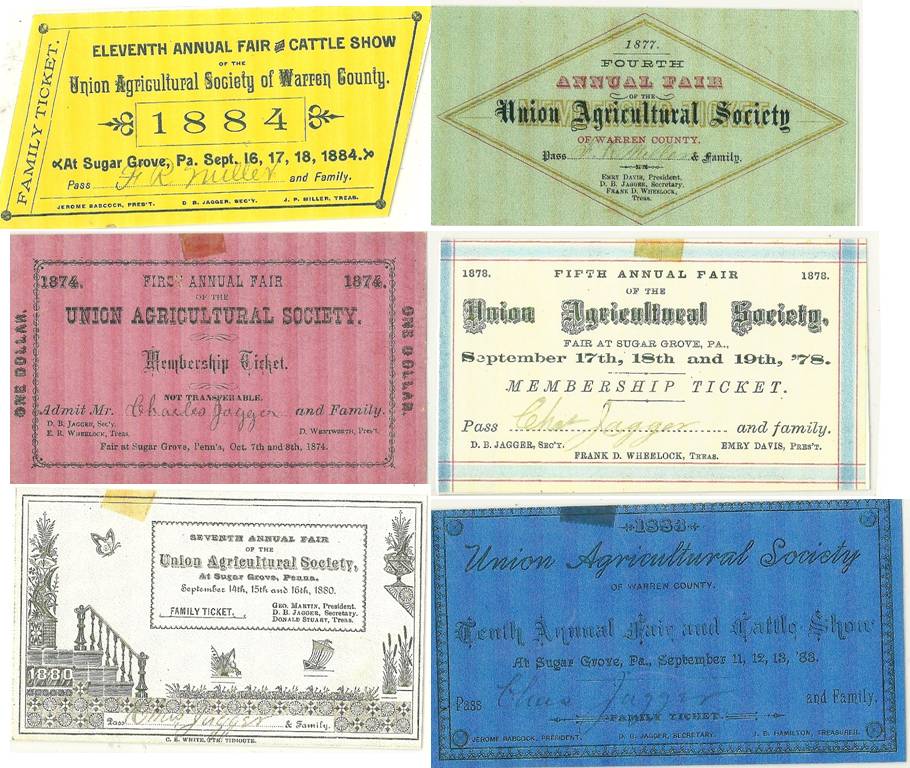 FAMILY TICKET.
ELEVENTH ANNUAL FAIR AND CATTLE SHOW
OF THE
Union Agricultural Society of Warren County.
1884
At Sugar Grove, Pa. Sept. 16, 17, 18, 1884.
Pass F R Miller and Family.
JEROME BABCOCK, PRES'T. D. B. JAGGER, SEC'Y. J. P. MILLER, TREAS.
1877.
FOURTH
ANNUAL FAIR
OF THE
MEMBERSHIP TICKET
Union Agricultural Society
OF WARREN COUNTY.
Pass F. R. Miller & Family.
EMRY DAVIS, President.
D. B. JAGGER, Secretary.
FRANK D. WHEELOCK,
Treas.
1874. FIRST ANNUAL FAIR 1874.
OF THE
UNION AGRICULTURAL SOCIETY.
ONE DOLLAR.
ONE DOLLAR.
Membership Ticket.
NOT TRANSFERABLE.
Admit Mr. Charles Jagger and Family.
D. B. JAGGER, Sec'y.
E. R. WHEELOCK, Treas. D. WENTWORTH, Pres't.
Fair at Sugar Grove, Penn'a, Oct. 7th and 8th, 1874.
1878. FIFTH ANNUAL FAIR 1878.
OF THE
Union Agricultural Society,
FAIR AT SUGAR GROVE, PA.,
September 17th, 18th and 19th, '78.
MEMBERSHIP TICKET.
Pass Chas Jagger and family.
D. B. JAGGER, SEC'Y. EMRY DAVIS, PRES'T.
FRANK D. WHEELOCK, TREAS.
SEVENTH ANNUAL FAIR
OF THE
Union Agricultural Society,
At Sugar Grove, Penna.
September 14th, 15th and 16th, 1880.
FAMILY TICKET.
GEO. MARTIN, President.
D. B. JAGGER, Secretary.
DONALD STUART, Treas.
1880
Pass Chas Jagger & Family.
C. E. WHITE, PTR. TIDIOUTE.
1883
Union Agricultural Society
OF WARREN COUNTY.
Tenth Annual Fair and Cattle Show
At Sugar Grove, Pa., September 11, 12, 13, '83.
Pass Chas Jagger and Family.
FAMILY TICKET.
JEROME BABCOCK, PRESIDENT. D. B. JAGGER, SECRETARY. J. B. HAMILTON, TREASURER.